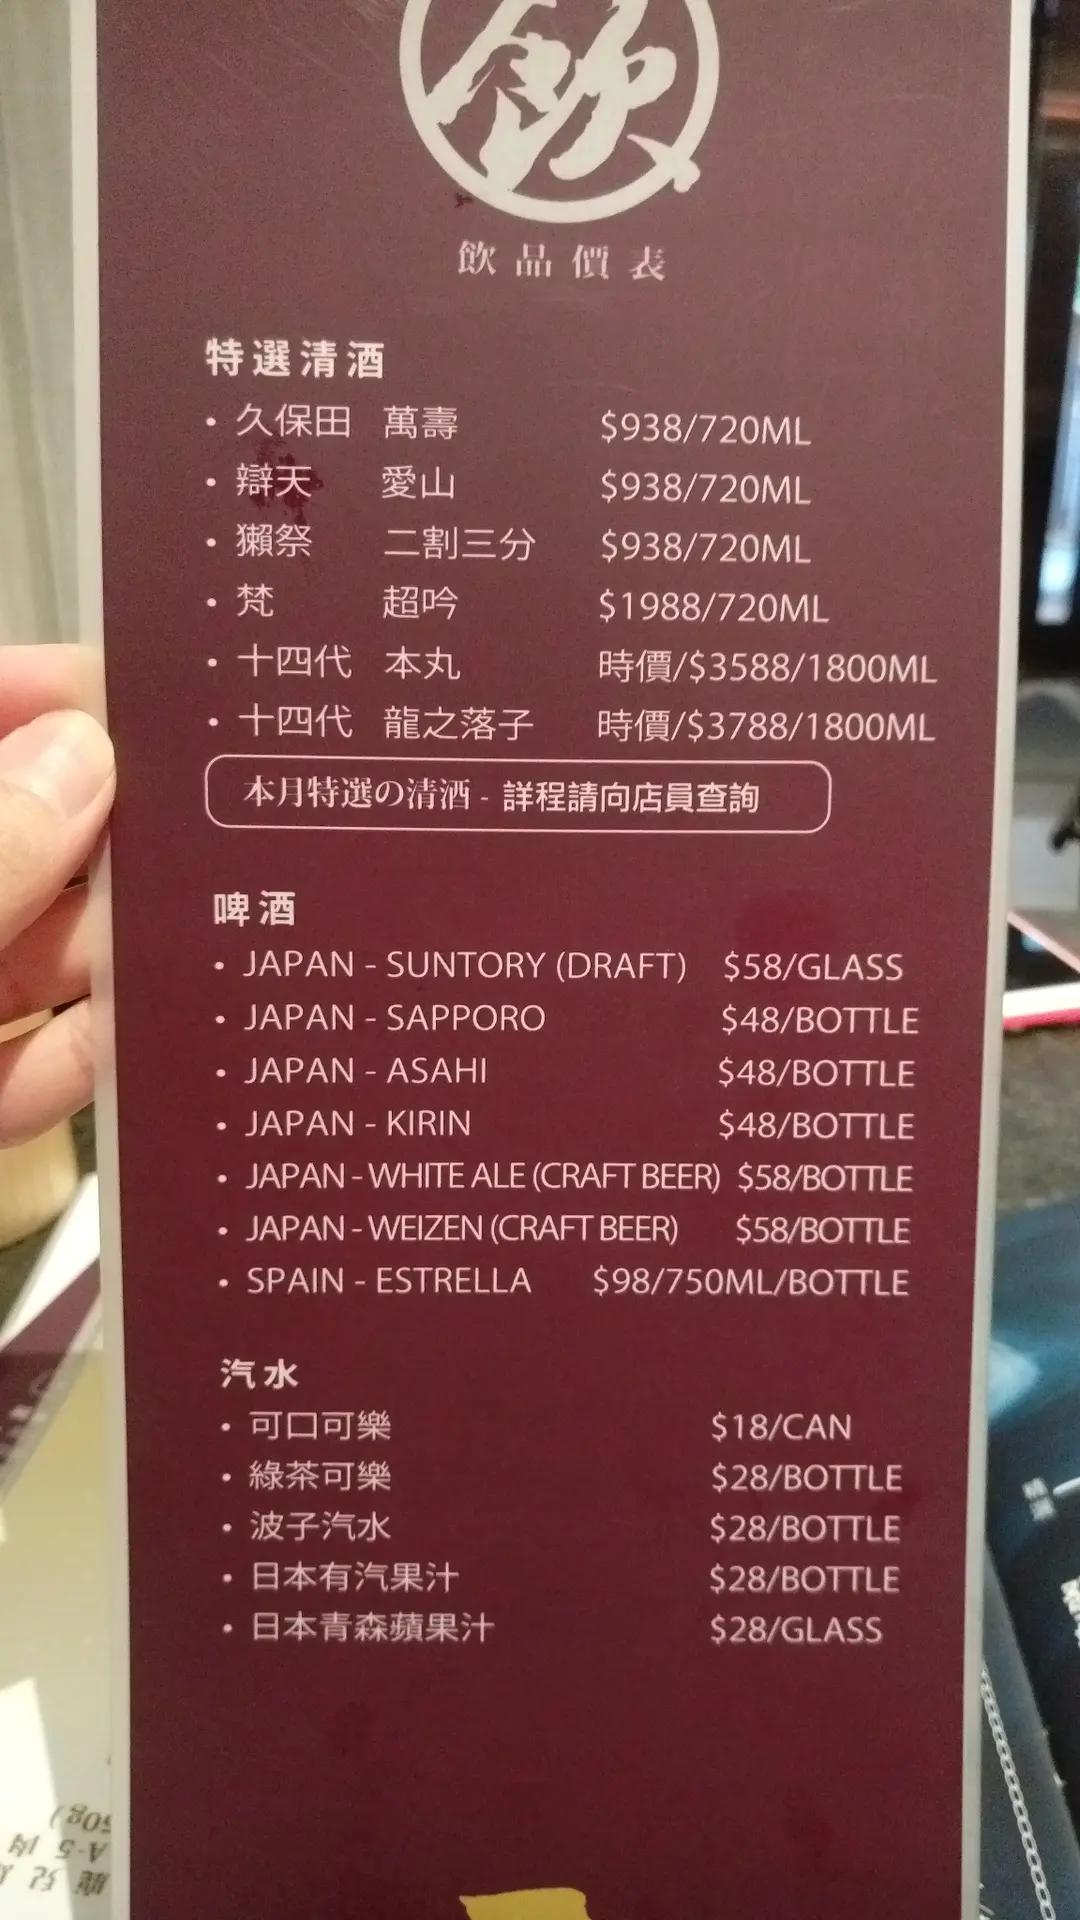 飲
飲品價表
特選清酒
• 久保田 萬壽 $938/720ML
• 辯天 愛山 $938/720ML
• 獺祭 二割三分 $938/720ML
• 梵 超吟 $1988/720ML
• 十四代 本丸 時價/$3588/1800ML
• 十四代 龍之落子 時價/$3788/1800ML
本月特選の清酒 - 詳程請向店員查詢
啤酒
• JAPAN - SUNTORY (DRAFT) $58/GLASS
• JAPAN - SAPPORO $48/BOTTLE
• JAPAN - ASAHI $48/BOTTLE
• JAPAN - KIRIN $48/BOTTLE
• JAPAN - WHITE ALE (CRAFT BEER) $58/BOTTLE
• JAPAN - WEIZEN (CRAFT BEER) $58/BOTTLE
• SPAIN - ESTRELLA $98/750ML/BOTTLE
汽水
• 可口可樂 $18/CAN
• 綠茶可樂 $28/BOTTLE
• 波子汽水 $28/BOTTLE
• 日本有汽果汁 $28/BOTTLE
• 日本青森蘋果汁 $28/GLASS